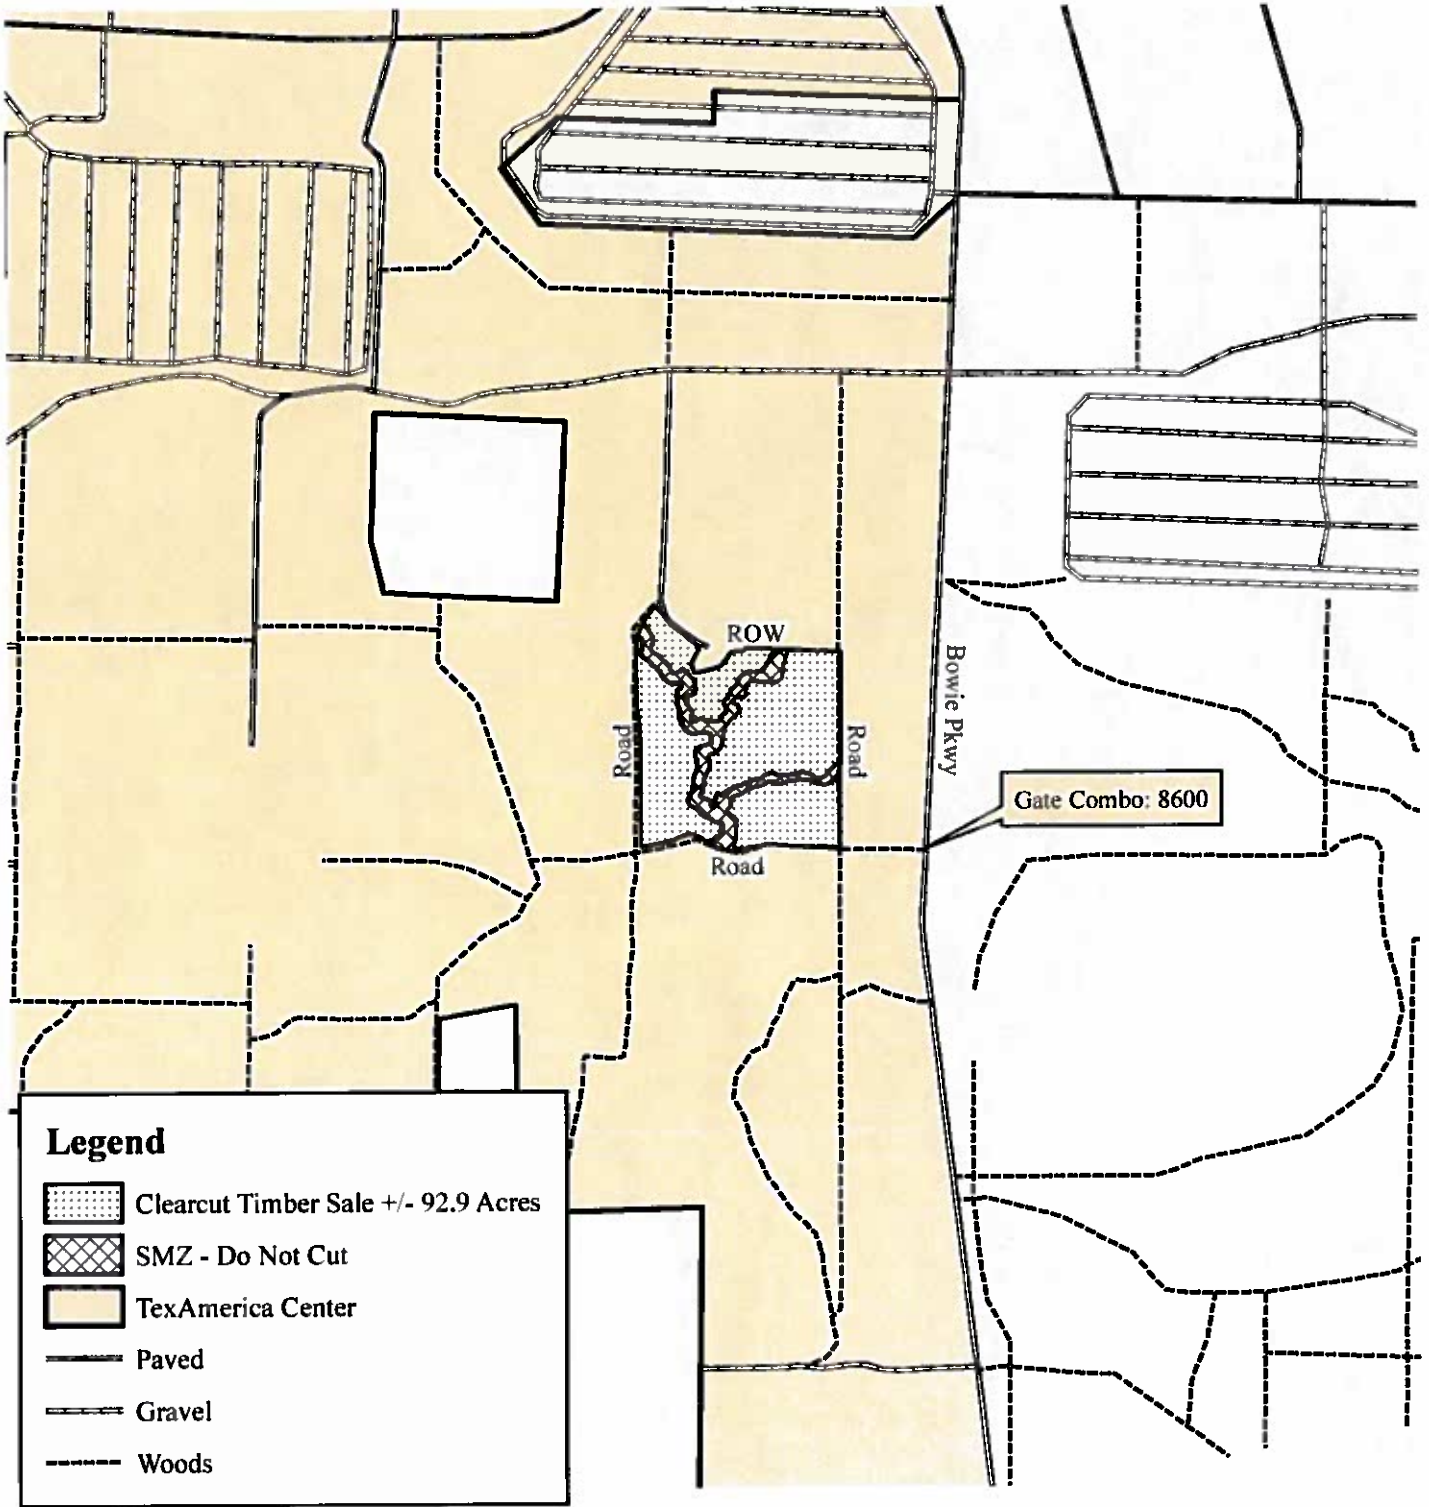 ROW
Road
Road
Bowie Pkwy
Gate Combo: 8600
Road
Legend
Clearcut Timber Sale +/- 92.9 Acres
SMZ - Do Not Cut
TexAmerica Center
Paved
Gravel
Woods